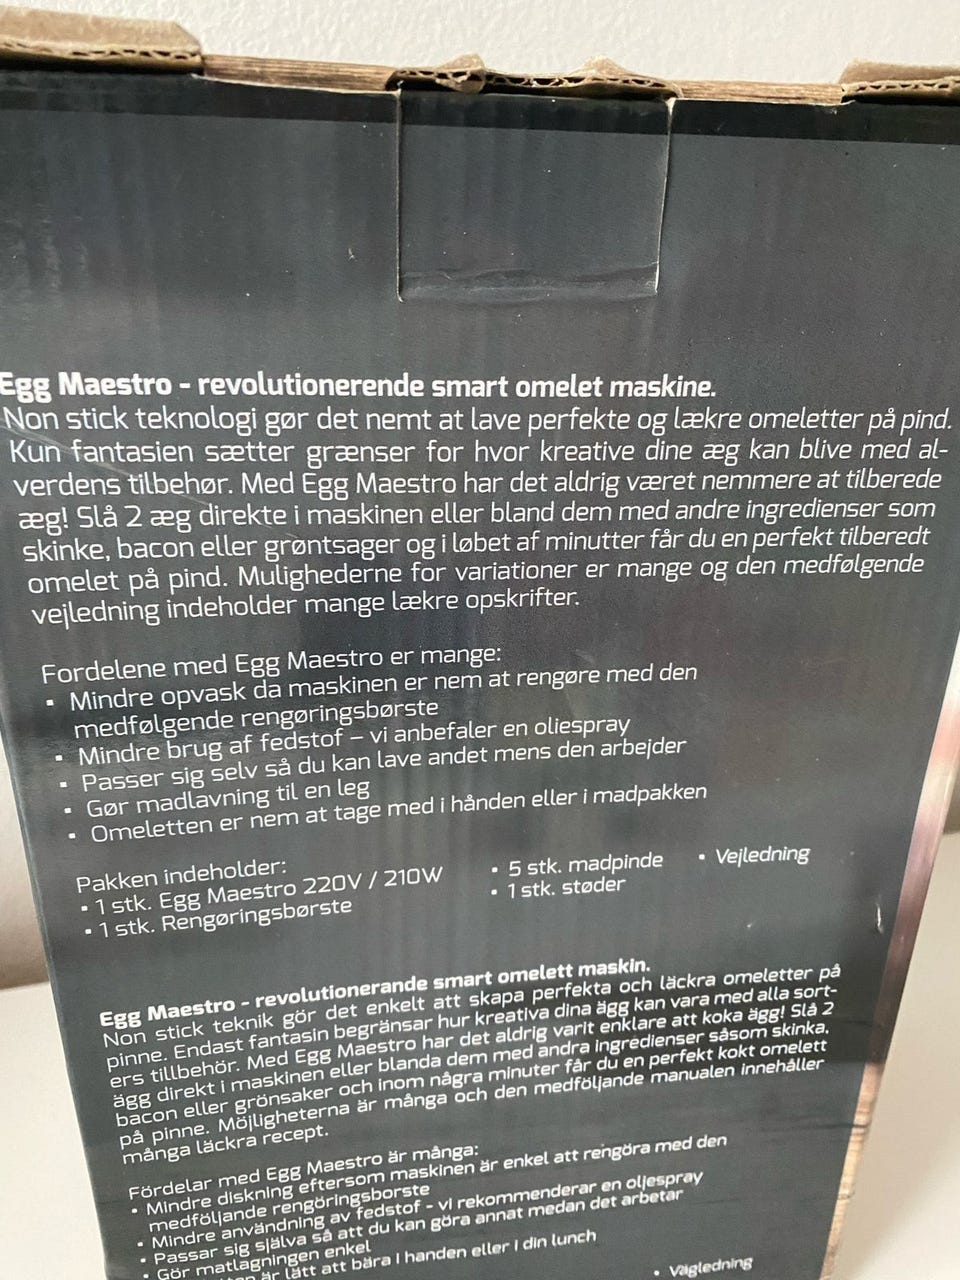 Egg Maestro - revolutionerende smart omelet maskine.
Non stick teknologi gør det nemt at lave perfekte og lækre omeletter på pind.
Kun fantasien sætter grænser for hvor kreative dine æg kan blive med al-
verdens tilbehør. Med Egg Maestro har det aldrig været nemmere at tilberede
æg! Slå 2 æg direkte i maskinen eller bland dem med andre ingredienser som
skinke, bacon eller grøntsager og i løbet af minutter får du en perfekt tilberedt
omelet på pind. Mulighederne for variationer er mange og den medfølgende
vejledning indeholder mange lækre opskrifter.
Fordelene med Egg Maestro er mange:
• Mindre opvask da maskinen er nem at rengøre med den
medfølgende rengøringsbørste
• Mindre brug af fedstof – vi anbefaler en oliespray
• Passer sig selv så du kan lave andet mens den arbejder
• Gør madlavning til en leg
• Omeletten er nem at tage med i hånden eller i madpakken
Pakken indeholder:
• 1 stk. Egg Maestro 220V / 210W
• 1 stk. Rengøringsbørste
• 5 stk. madpinde
• 1 stk. støder
• Vejledning
Egg Maestro - revolutionerande smart omelett maskin.
Non stick teknik gör det enkelt att skapa perfekta och läckra omeletter på
pinne. Endast fantasin begränsar hur kreativa dina ägg kan vara med alla sort-
ers tillbehör. Med Egg Maestro har det aldrig varit enklare att koka ägg! Slå 2
ägg direkt i maskinen eller blanda dem med andra ingredienser såsom skinka,
bacon eller grönsaker och inom några minuter får du en perfekt kokt omelett
på pinne. Möjligheterna är många och den medföljande manualen innehåller
många läckra recept.
Fördelar med Egg Maestro är många:
• Mindre diskning eftersom maskinen är enkel att rengöra med den
medföljande rengöringsborste
• Mindre användning av fedstof - vi rekommenderar en oljespray
• Passar sig själva så att du kan göra annat medan det arbetar
• Gör matlagningen enkel
är lätt att bära i handen eller i din lunch
• Vägledning